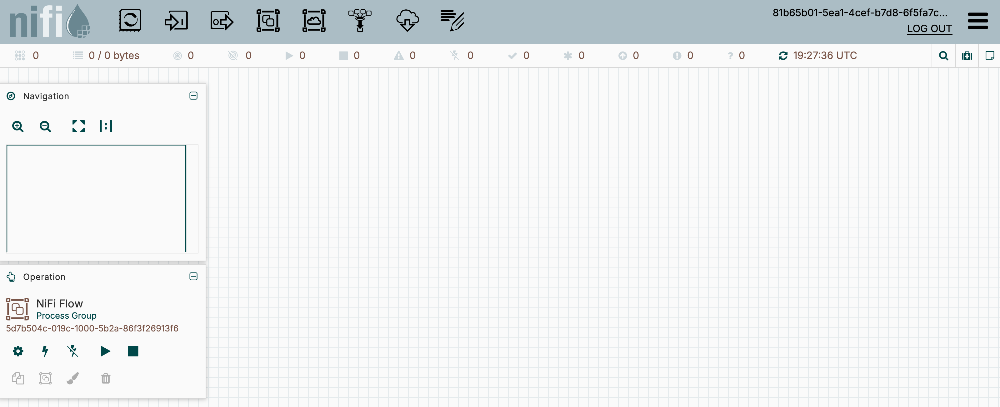 nifi
81b65b01-5ea1-4cef-b7d8-6f5fa7c...
LOG OUT
0 0 / 0 bytes 0 0 0 0 0 0 0 0 0 0 ? 0 19:27:36 UTC
Navigation
Operation
NiFi Flow
Process Group
5d7b504c-019c-1000-5b2a-86f3f26913f6